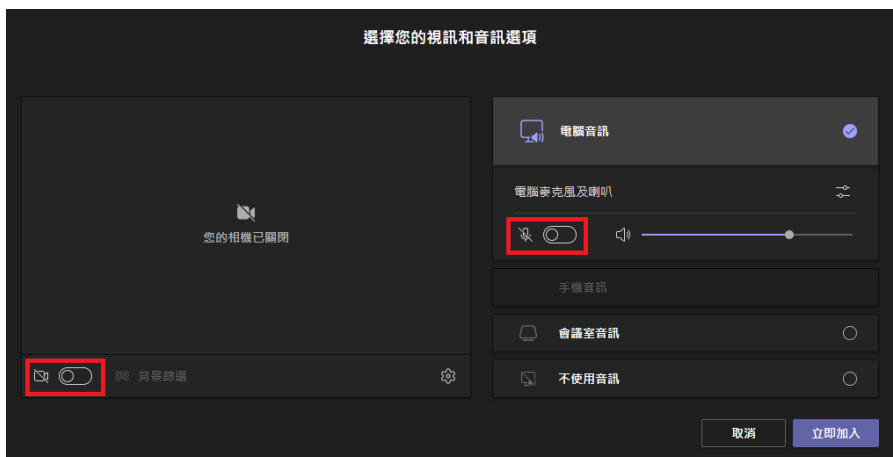 選擇您的視訊和音訊選項
您的相機已關閉
背景篩選
電腦音訊
電腦麥克風及喇叭
手機音訊
會議室音訊
不使用音訊
取消
立即加入